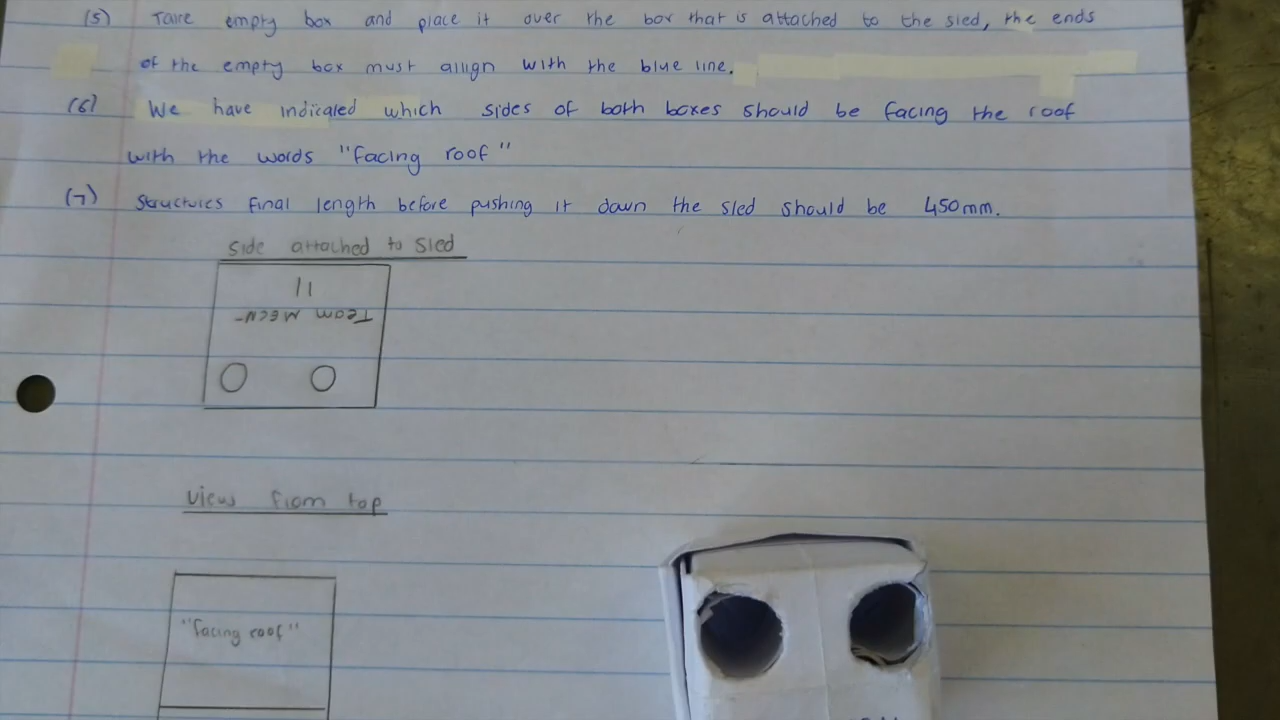 (5) Take empty box and place it over the box that is attached to the sled, the ends
of the empty box must allign with the blue line.
(6) We have indicated which sides of both boxes should be facing the roof
with the words "facing roof"
(7) Structures final length before pushing it down the sled should be 450mm.
Side attached to sled
11
Team MECN-
View from top
"facing roof"